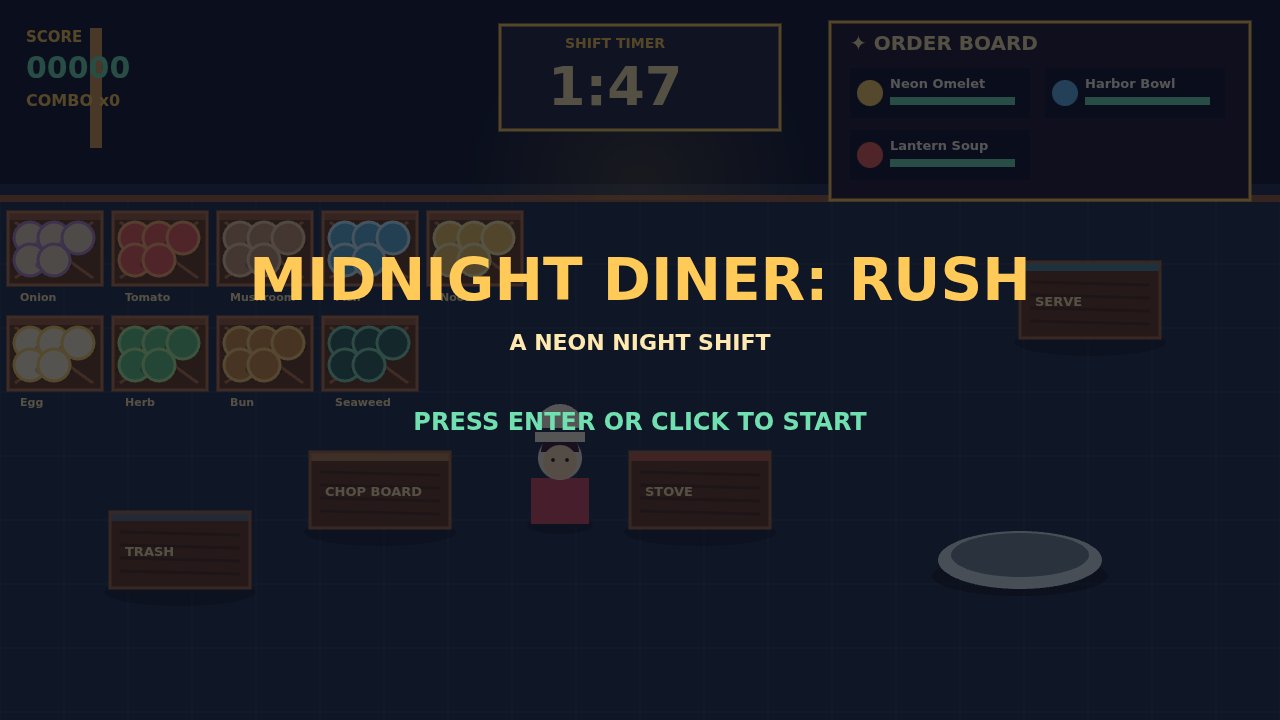 SCORE
00000
COMBO x0
SHIFT TIMER
1:47
✦ ORDER BOARD
Neon Omelet
Harbor Bowl
Lantern Soup
Onion
Tomato
Mushroom
MIDNIGHT DINER: RUSH
A NEON NIGHT SHIFT
SERVE
Egg
Herb
Bun
Seaweed
PRESS ENTER OR CLICK TO START
CHOP BOARD
STOVE
TRASH